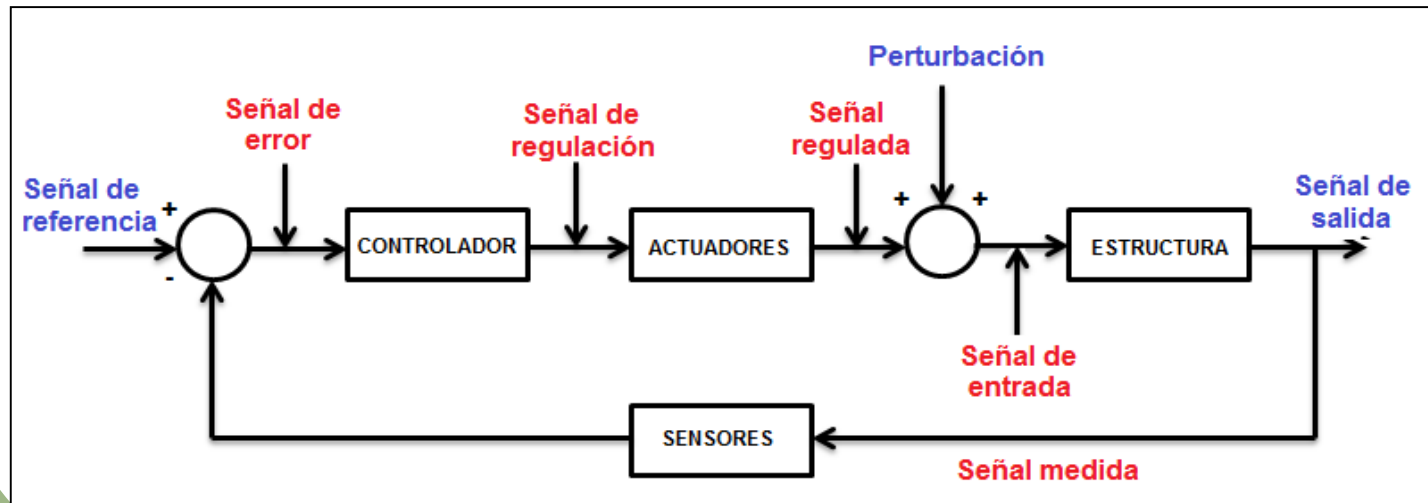 Perturbación
Señal de
error
Señal de
regulación
Señal
regulada
Señal de
referencia
Señal de
salida
+
-
+
+
CONTROLADOR
ACTUADORES
ESTRUCTURA
Señal de
entrada
SENSORES
Señal medida